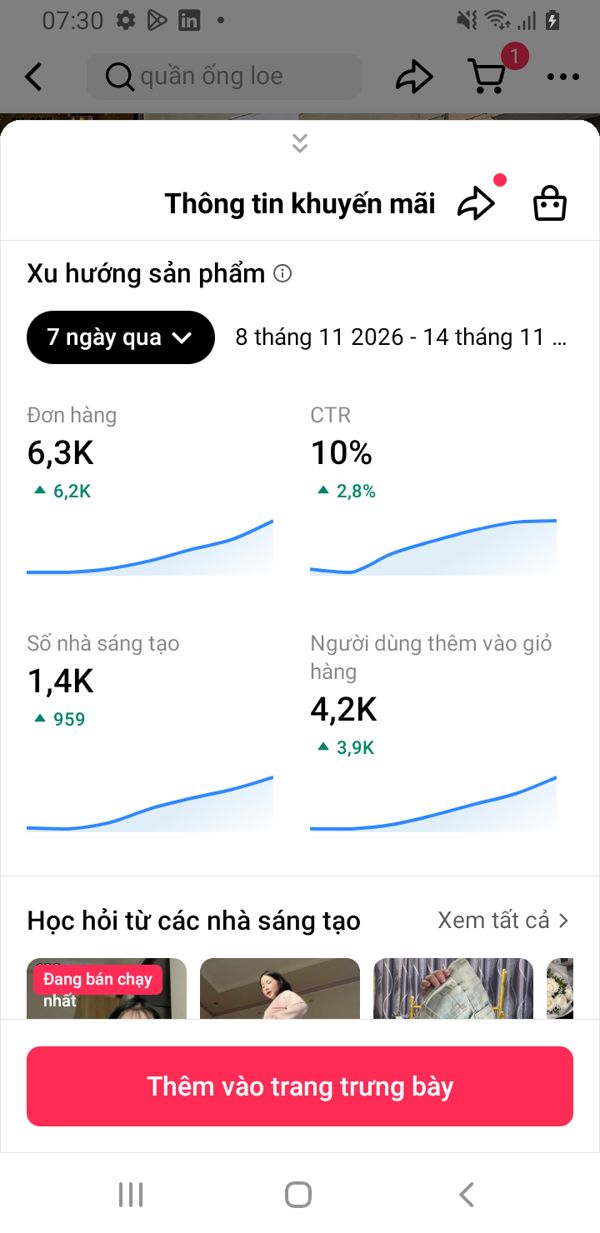 07:30
quần ống loe
1
Thông tin khuyến mãi
Xu hướng sản phẩm
7 ngày qua
8 tháng 11 2026 - 14 tháng 11 ...
Đơn hàng
6,3K
6,2K
CTR
10%
2,8%
Số nhà sáng tạo
1,4K
959
Người dùng thêm vào giỏ
hàng
4,2K
3,9K
Học hỏi từ các nhà sáng tạo
Xem tất cả
Đang bán chạy
nhất
Thêm vào trang trưng bày